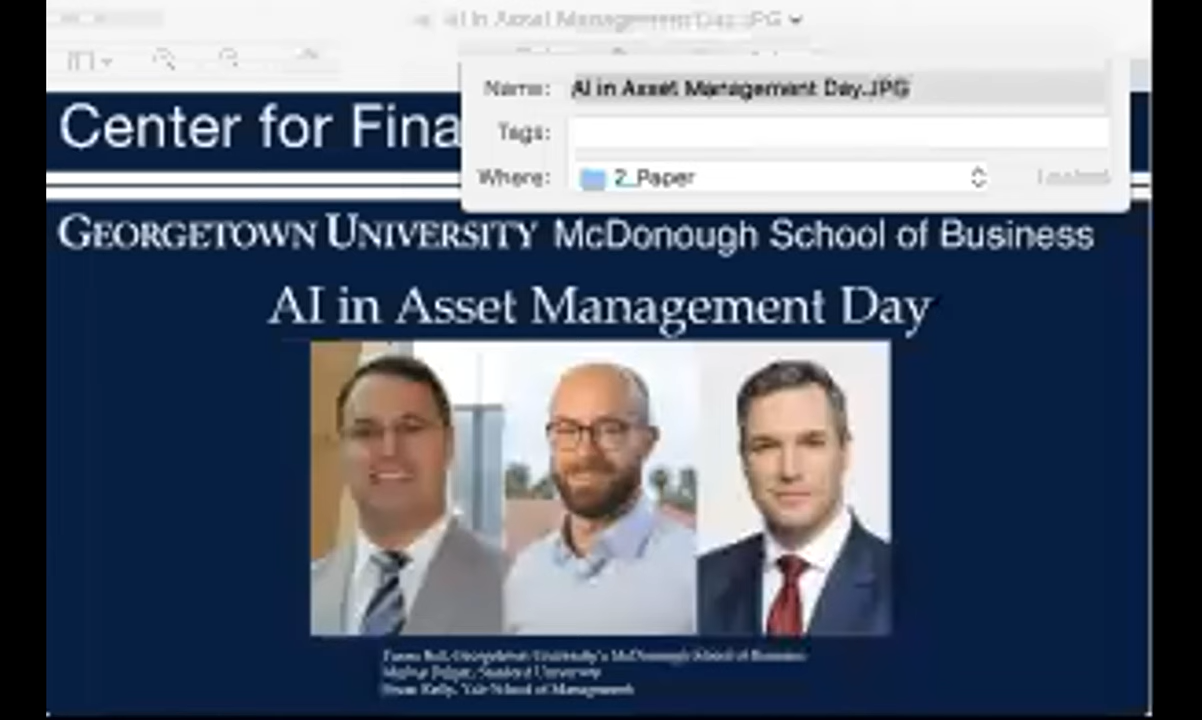 AI in Asset Management Day.JPG
Name: AI in Asset Management Day.JPG
Tags:
Where: 2_Paper
Center for Fina
GEORGETOWN UNIVERSITY McDonough School of Business
AI in Asset Management Day
Georgetown University's McDonough School of Business
Stanford University
Bryan Kelly, Yale School of Management